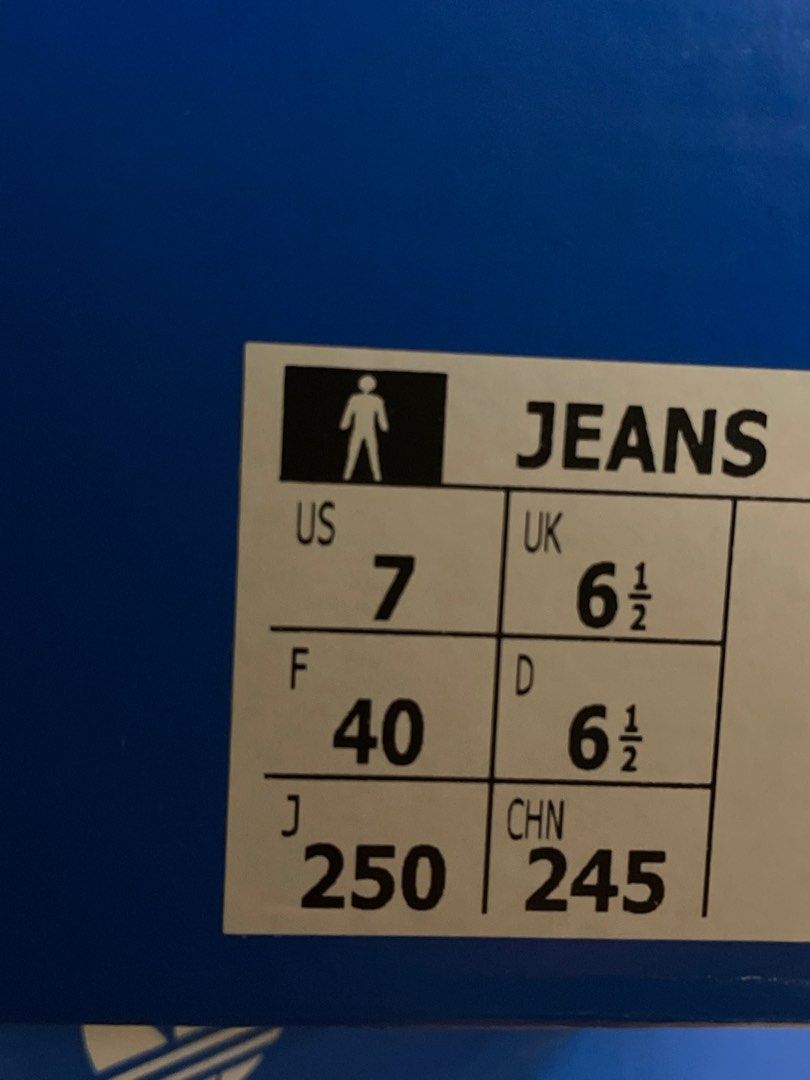 JEANS
US 7 UK 6½
F 40 D 6½
J 250 CHN 245